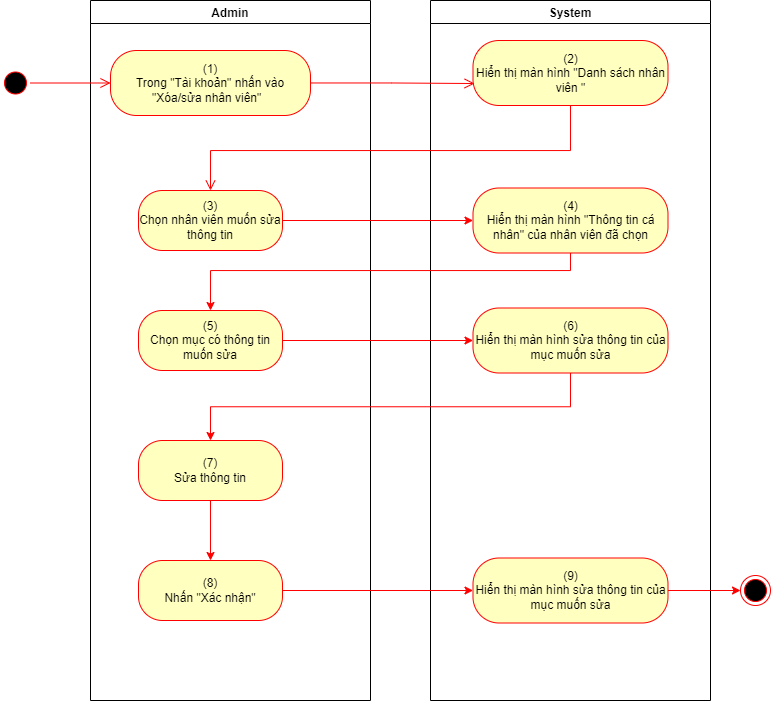 Admin
System
(1)
Trong "Tài khoản" nhấn vào
"Xóa/sửa nhân viên"
(2)
Hiển thị màn hình "Danh sách nhân
viên "
(3)
Chọn nhân viên muốn sửa
thông tin
(4)
Hiển thị màn hình "Thông tin cá
nhân" của nhân viên đã chọn
(5)
Chọn mục có thông tin
muốn sửa
(6)
Hiển thị màn hình sửa thông tin của
mục muốn sửa
(7)
Sửa thông tin
(8)
Nhấn "Xác nhận"
(9)
Hiển thị màn hình sửa thông tin của
mục muốn sửa